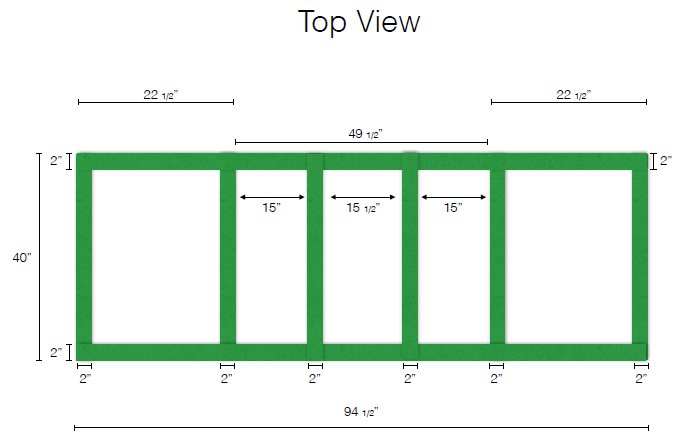 Top View
22 1/2” 22 1/2”
49 1/2”
2” 2”
15” 15 1/2” 15”
40”
2”
2” 2” 2” 2” 2” 2”
94 1/2”